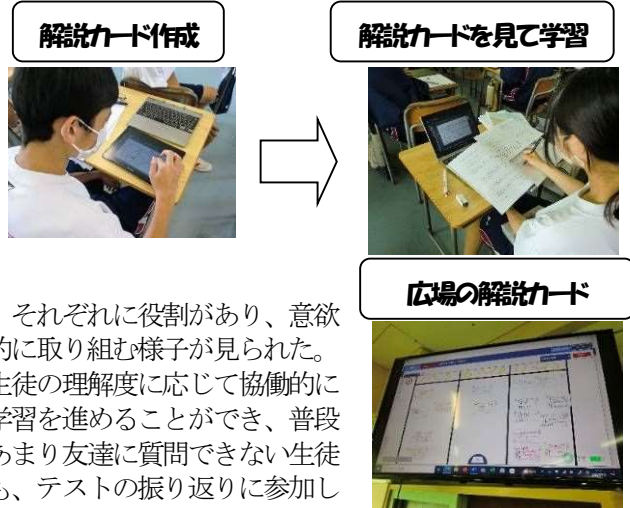 解説カード作成
解説カードを見て学習
広場の解説カード
それぞれに役割があり、意欲
的に取り組む様子が見られた。
生徒の理解度に応じて協働的に
学習を進めることができ、普段
あまり友達に質問できない生徒
も、テストの振り返りに参加し